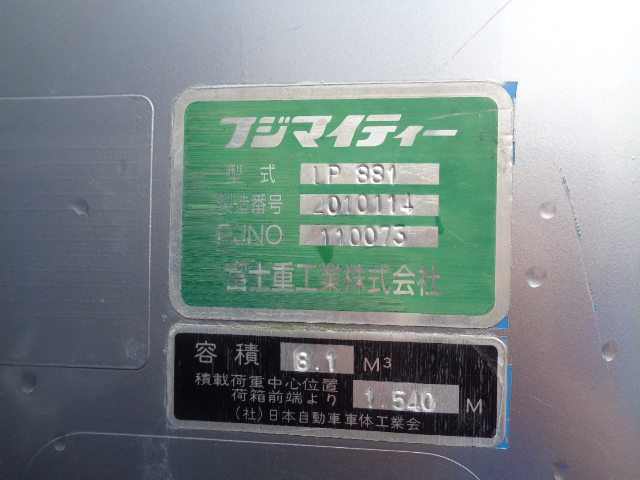 フジマイティー
型式 LP 881
製造番号 2010114
PJNO 110073
富士重工業株式会社
容積 8.1 M³
積載荷重中心位置
荷箱前端より 1.540 M
(社)日本自動車車体工業会